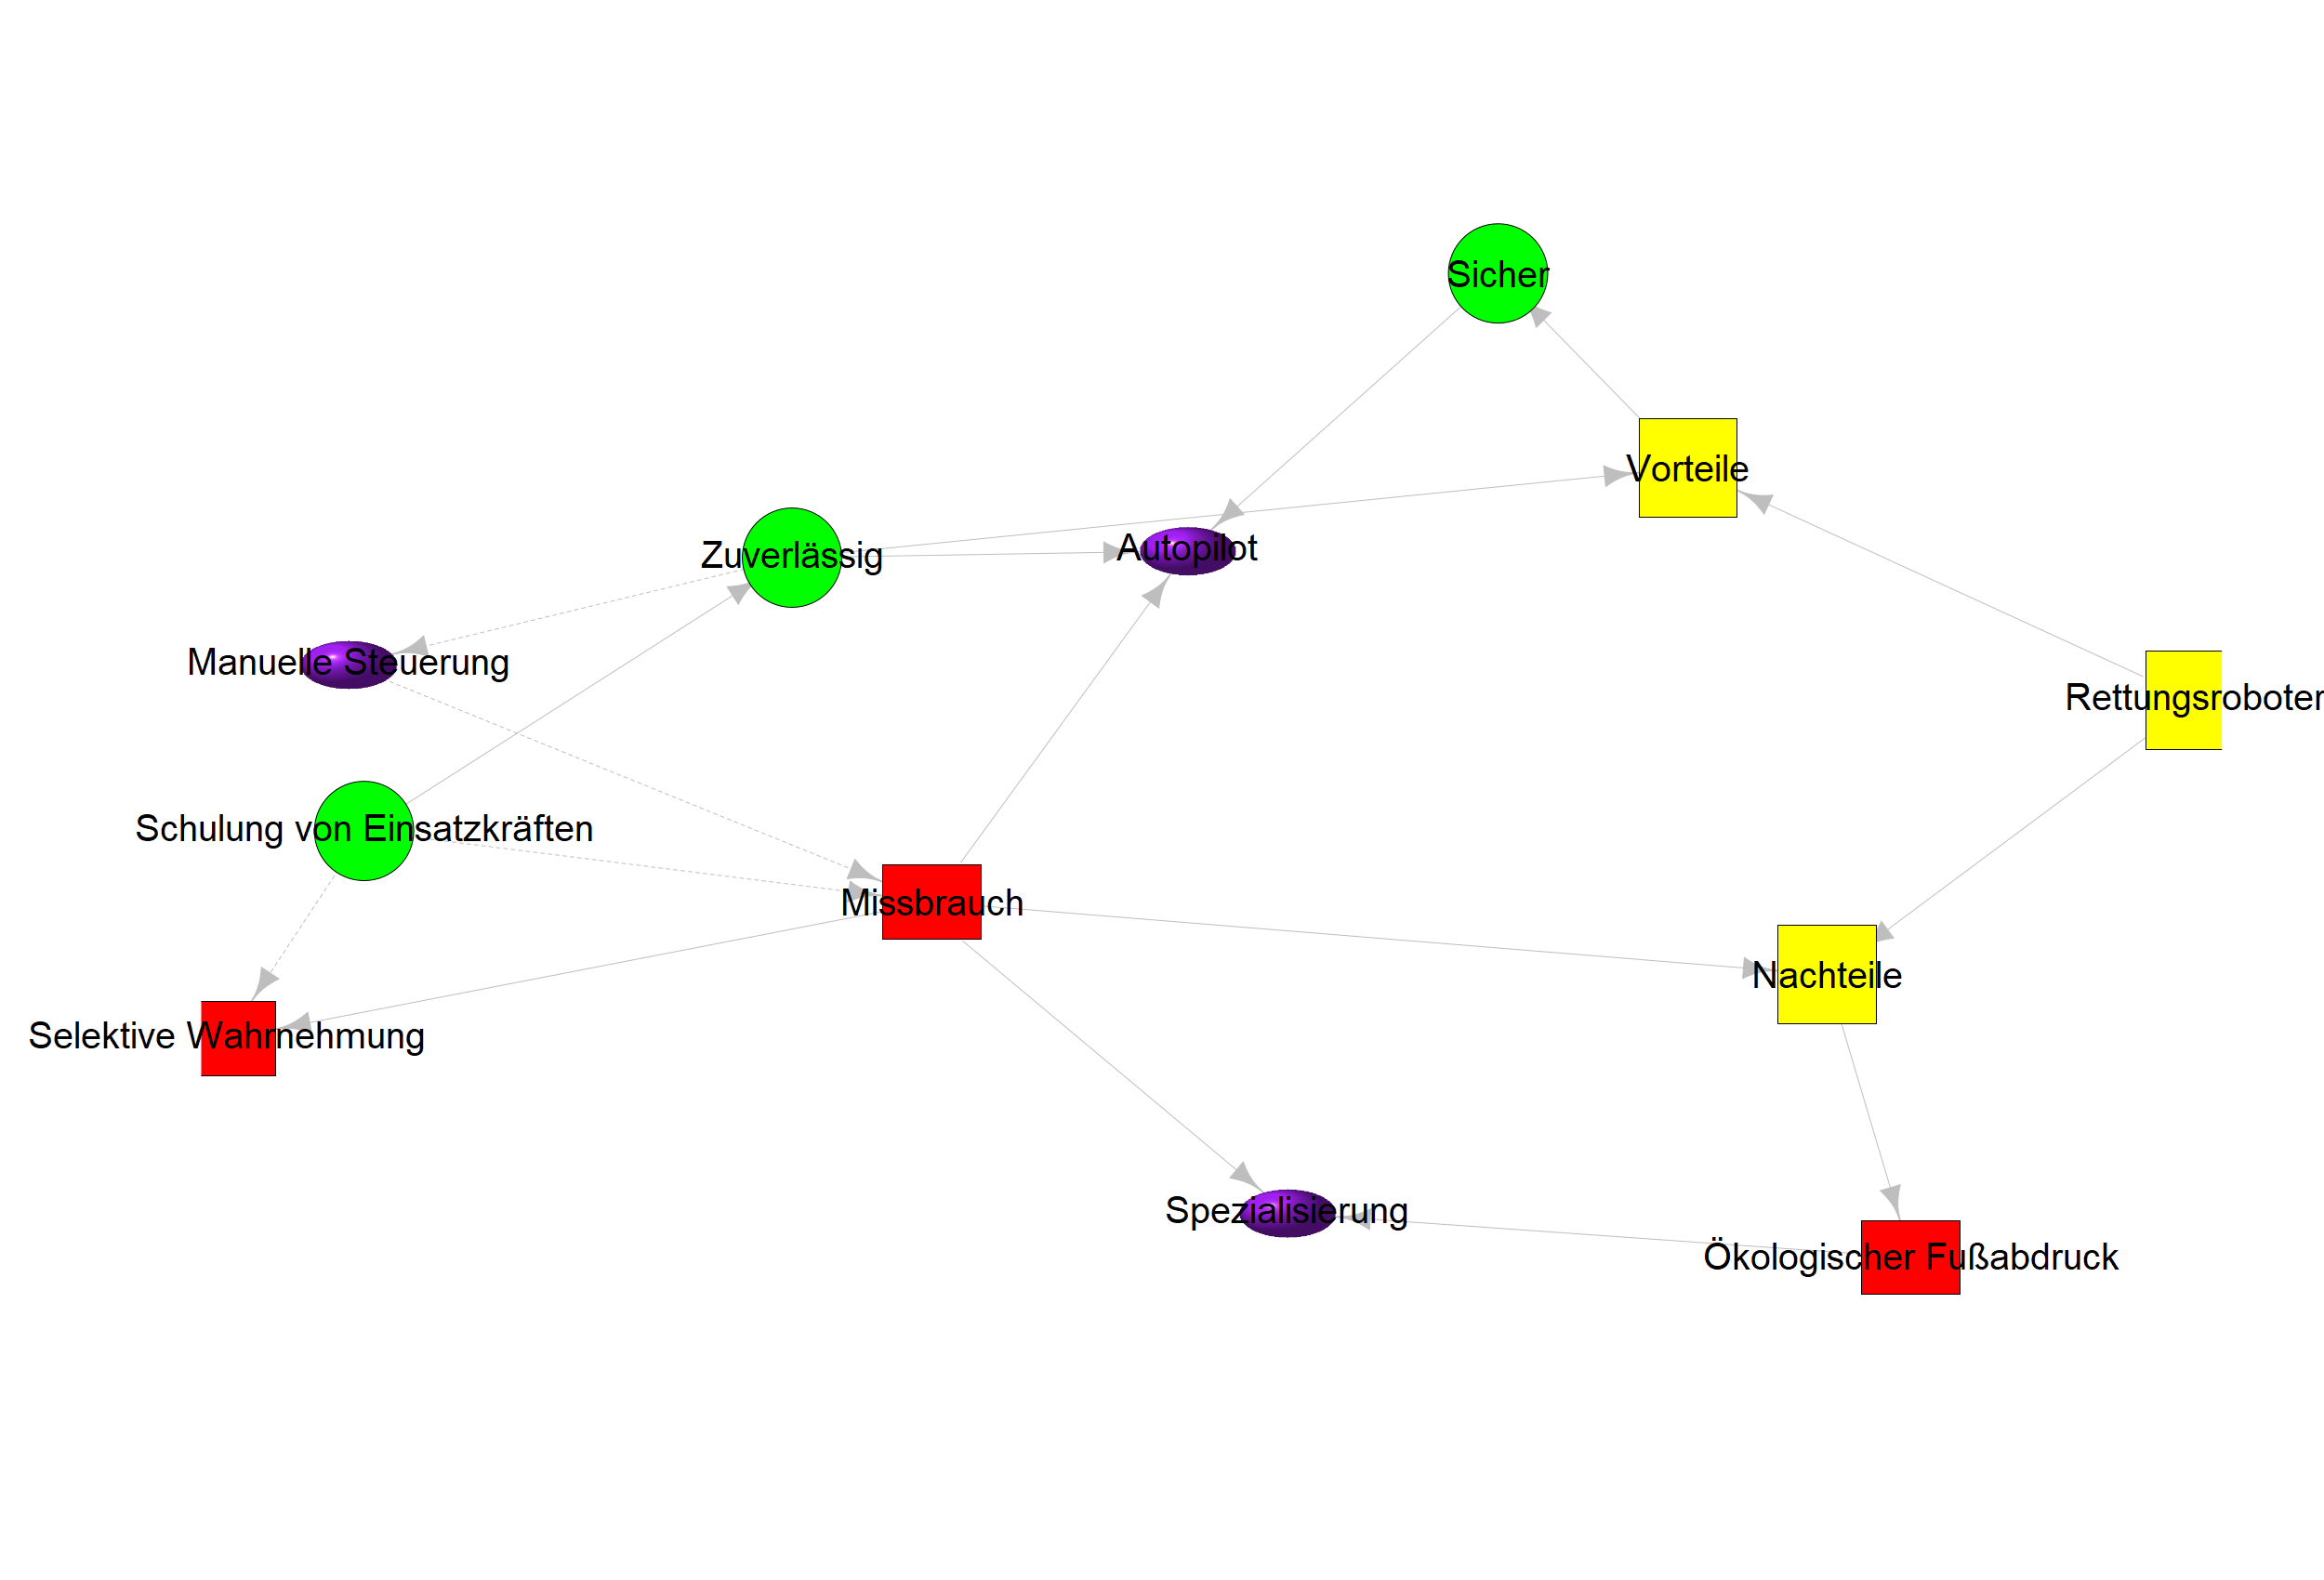 Sicher
Vorteile
Zuverlässig
Autopilot
Manuelle Steuerung
Rettungsroboter
Schulung von Einsatzkräften
Missbrauch
Nachteile
Selektive Wahrnehmung
Spezialisierung
Ökologischer Fußabdruck